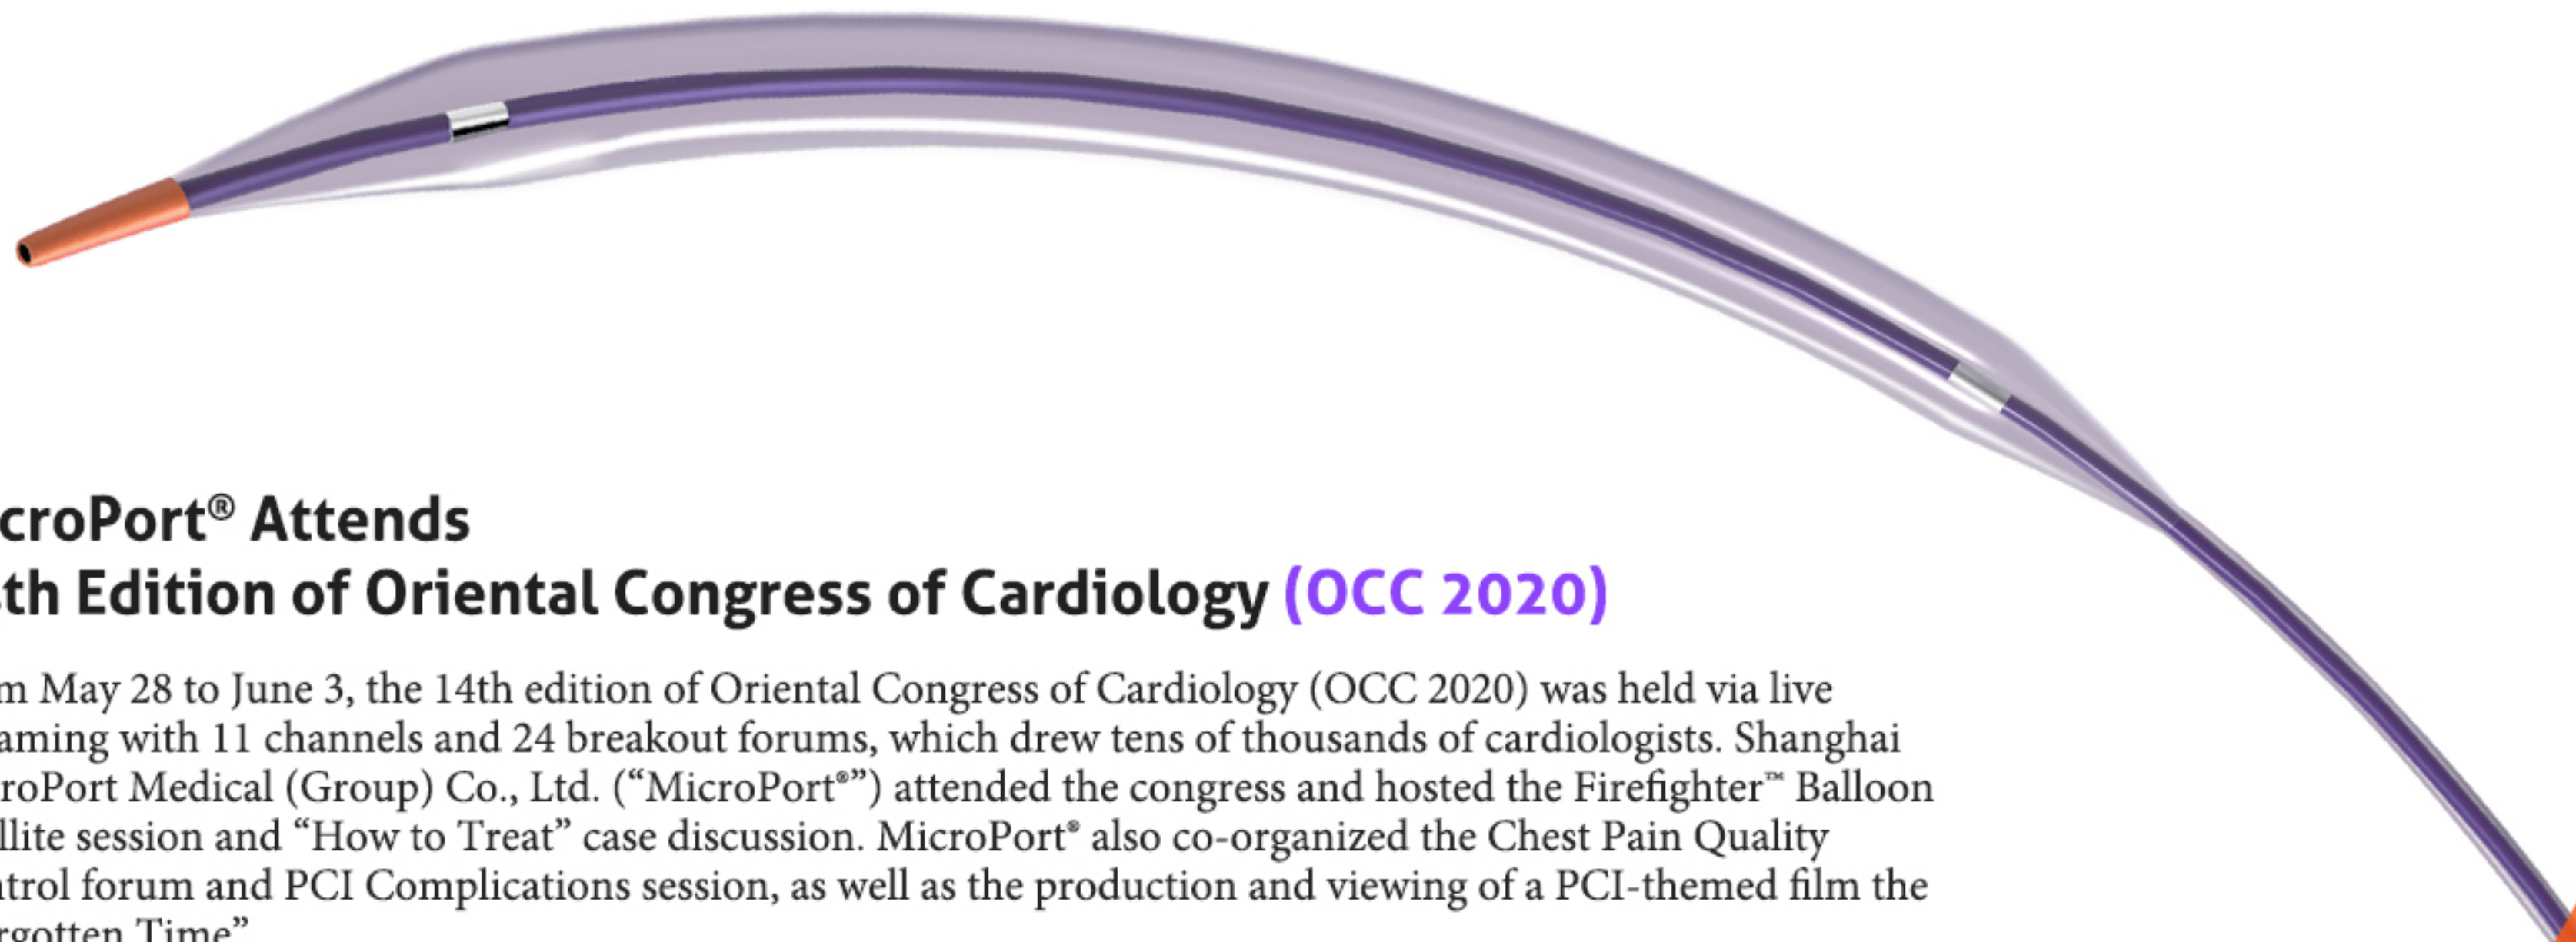 croPort® Attends
th Edition of Oriental Congress of Cardiology (OCC 2020)
m May 28 to June 3, the 14th edition of Oriental Congress of Cardiology (OCC 2020) was held via live
aming with 11 channels and 24 breakout forums, which drew tens of thousands of cardiologists. Shanghai
roPort Medical (Group) Co., Ltd. (“MicroPort®”) attended the congress and hosted the Firefighter™ Balloon
llite session and “How to Treat” case discussion. MicroPort® also co-organized the Chest Pain Quality
ntrol forum and PCI Complications session, as well as the production and viewing of a PCI-themed film the
rgotten Time”